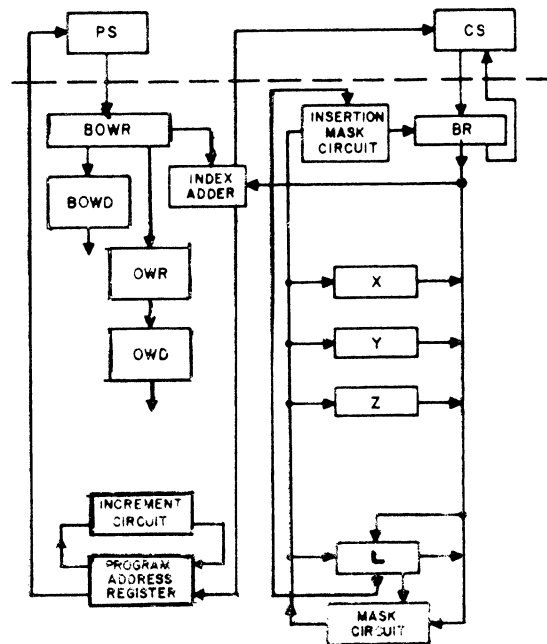 PS
CS
BOWR
INSERTION
MASK
CIRCUIT
BR
BOWD
INDEX
ADDER
OWR
X
OWD
Y
Z
INCREMENT
CIRCUIT
PROGRAM
ADDRESS
REGISTER
L
MASK
CIRCUIT